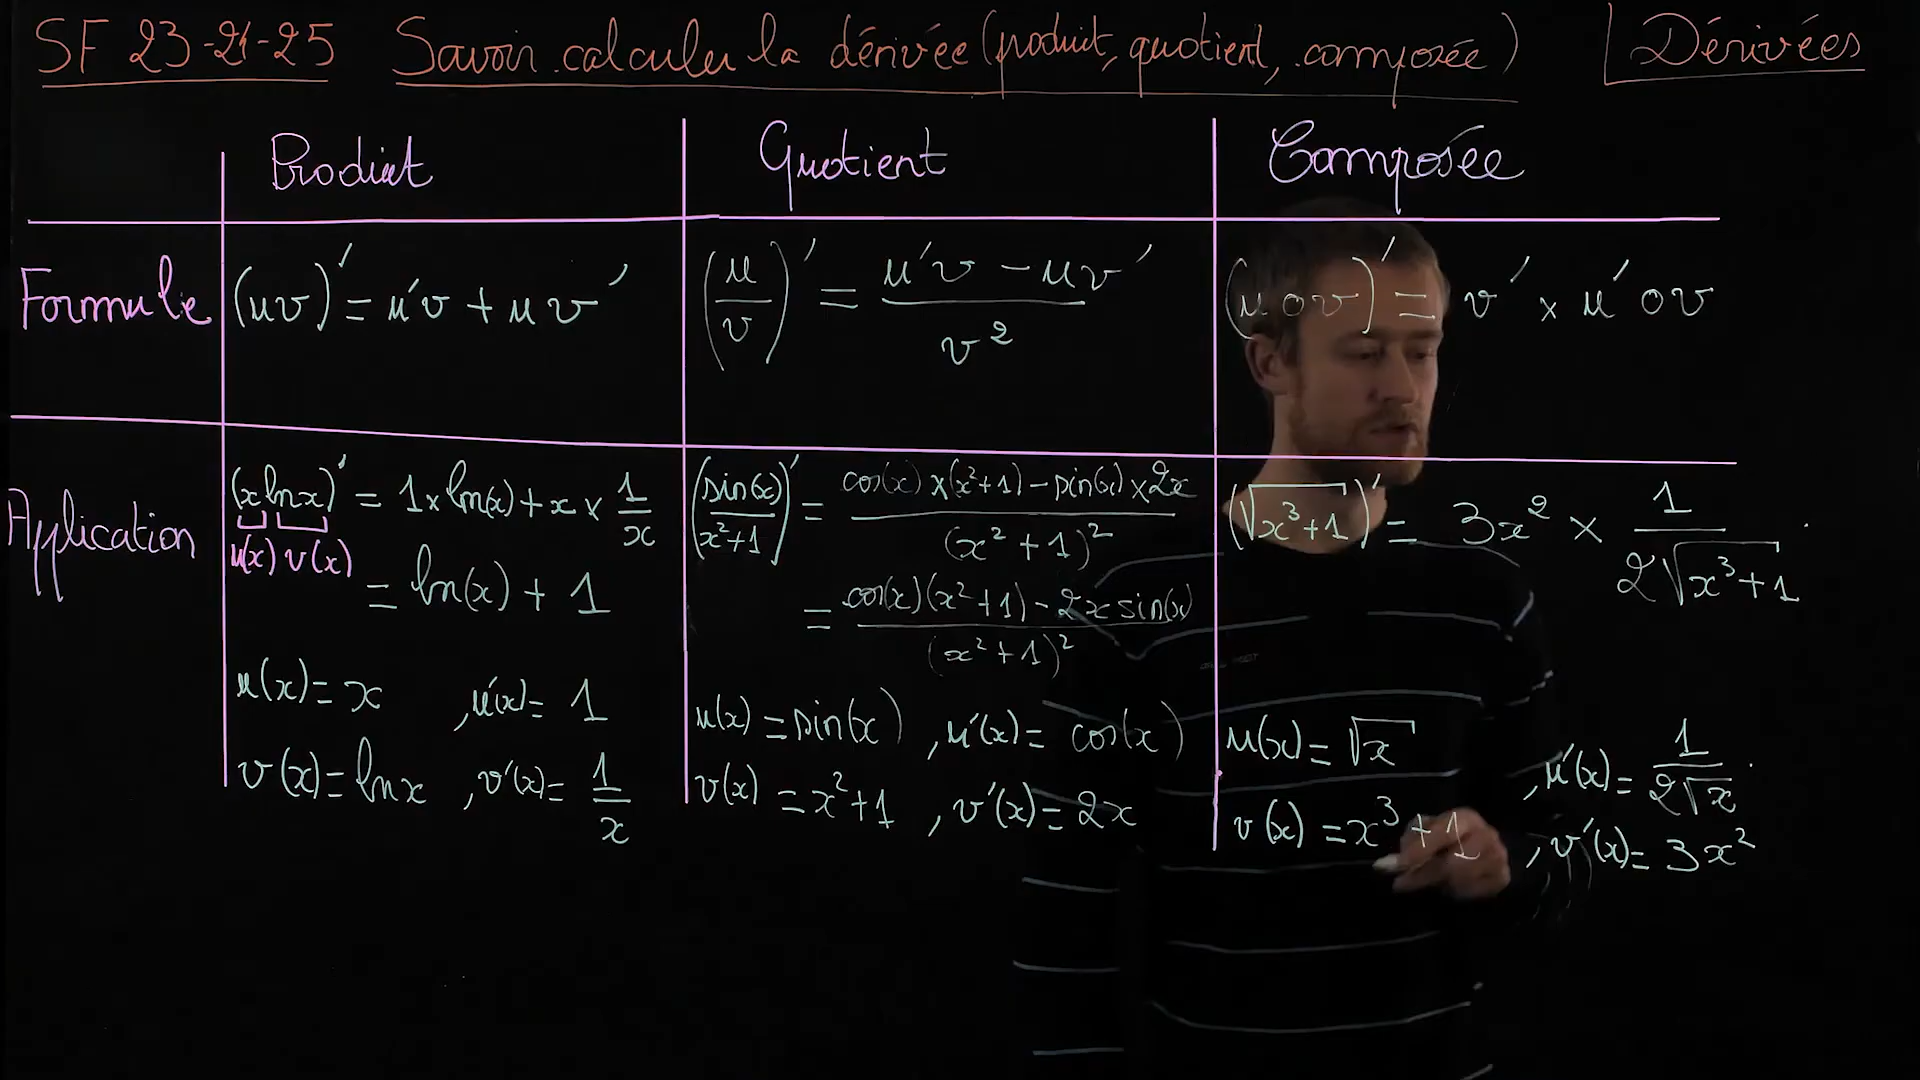 SF 23-24-25 Savoir calculer la dérivée (produit, quotient, composée) Dérivées
Produit Quotient Composée
Formule
(uv)' = u'v + uv'
(u/v)' = (u'v - uv')/v²
(u o v)' = v' × u' o v
Application
(x ln x)' = 1 × ln(x) + x × 1/x
u(x) v(x)
= ln(x) + 1
u(x) = x , u'(x) = 1
v(x) = ln x , v'(x) = 1/x
(sin(x)/(x²+1))' = (cos(x) × (x²+1) - sin(x) × 2x)/(x²+1)²
= (cos(x)(x²+1) - 2x sin(x))/(x²+1)²
u(x) = sin(x) , u'(x) = cos(x)
v(x) = x²+1 , v'(x) = 2x
(√(x³+1))' = 3x² × 1/(2√(x³+1))
u(x) = √x , u'(x) = 1/(2√x)
v(x) = x³ + 1 , v'(x) = 3x²